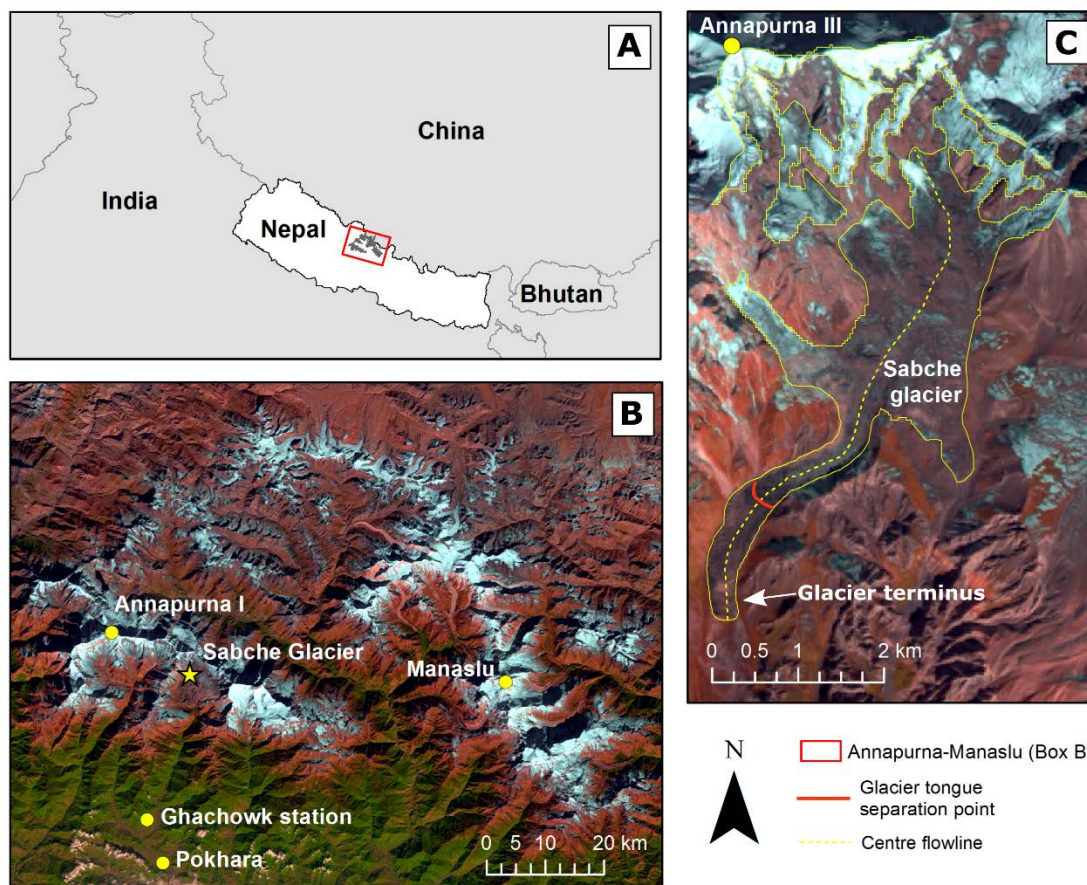 A
China
India
Nepal
Bhutan
B
Annapurna I
Sabche Glacier
Manaslu
Ghachowk station
Pokhara
0 10 20 km
Annapurna III
C
Sabche
glacier
Glacier terminus
0 0.5 1 2 km
N
Annapurna-Manaslu (Box B
Glacier tongue
separation point
Centre flowline